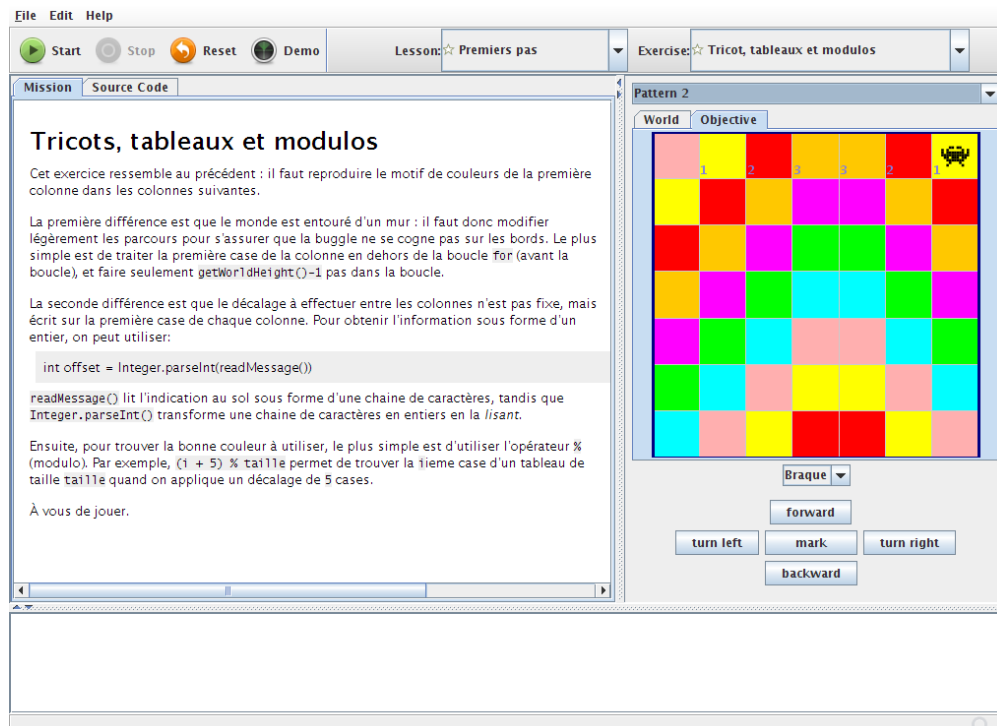 File Edit Help
Start Stop Reset Demo Lesson: Premiers pas Exercise: Tricot, tableaux et modulos
Mission Source Code
Pattern 2
World Objective
Tricots, tableaux et modulos
Cet exercice ressemble au précédent : il faut reproduire le motif de couleurs de la première
colonne dans les colonnes suivantes.
La première différence est que le monde est entouré d'un mur : il faut donc modifier
légèrement les parcours pour s'assurer que la buggle ne se cogne pas sur les bords. Le plus
simple est de traiter la première case de la colonne en dehors de la boucle for (avant la
boucle), et faire seulement getWorldHeight()-1 pas dans la boucle.
La seconde différence est que le décalage à effectuer entre les colonnes n'est pas fixe, mais
écrit sur la première case de chaque colonne. Pour obtenir l'information sous forme d'un
entier, on peut utiliser:
int offset = Integer.parseInt(readMessage())
readMessage() lit l'indication au sol sous forme d'une chaine de caractères, tandis que
Integer.parseInt() transforme une chaine de caractères en entiers en la lisant.
Ensuite, pour trouver la bonne couleur à utiliser, le plus simple est d'utiliser l'opérateur %
(modulo). Par exemple, (i + 5) % taille permet de trouver la iieme case d'un tableau de
taille taille quand on applique un décalage de 5 cases.
À vous de jouer.
1 2 3 3 2 1
Braque
forward
turn left mark turn right
backward